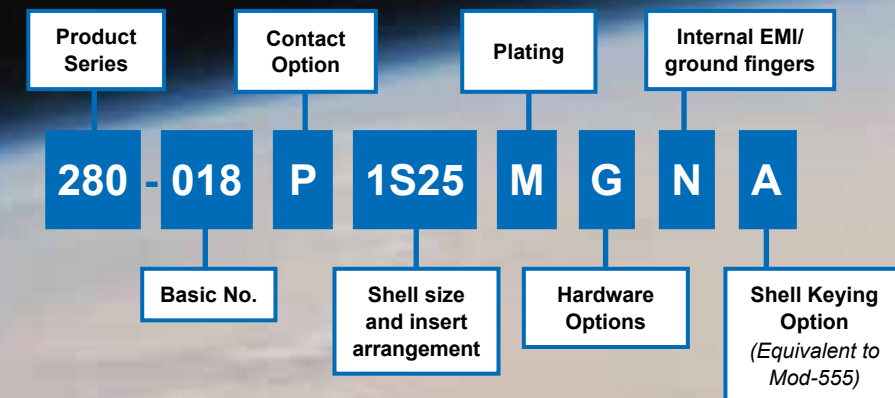 Product
Series
Contact
Option
Plating
Internal EMI/
ground fingers
280 - 018 P 1S25 M G N A
Basic No.
Shell size
and insert
arrangement
Hardware
Options
Shell Keying
Option
(Equivalent to
Mod-555)